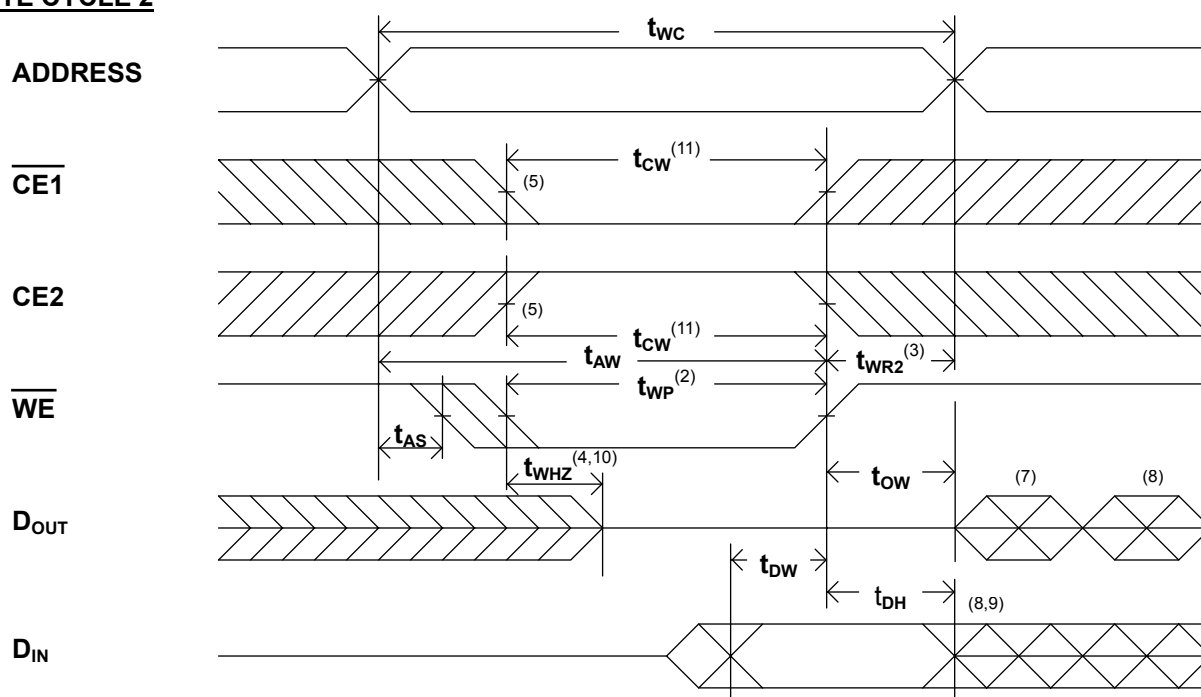 TE CYCLE 2
tWC
ADDRESS
CE1
tCW(11)
(5)
CE2
(5)
tCW(11)
tAW
tWR2(3)
WE
tWP(2)
tAS
tWHZ(4,10)
tOW
(7)
(8)
DOUT
tDW
tDH
(8,9)
DIN